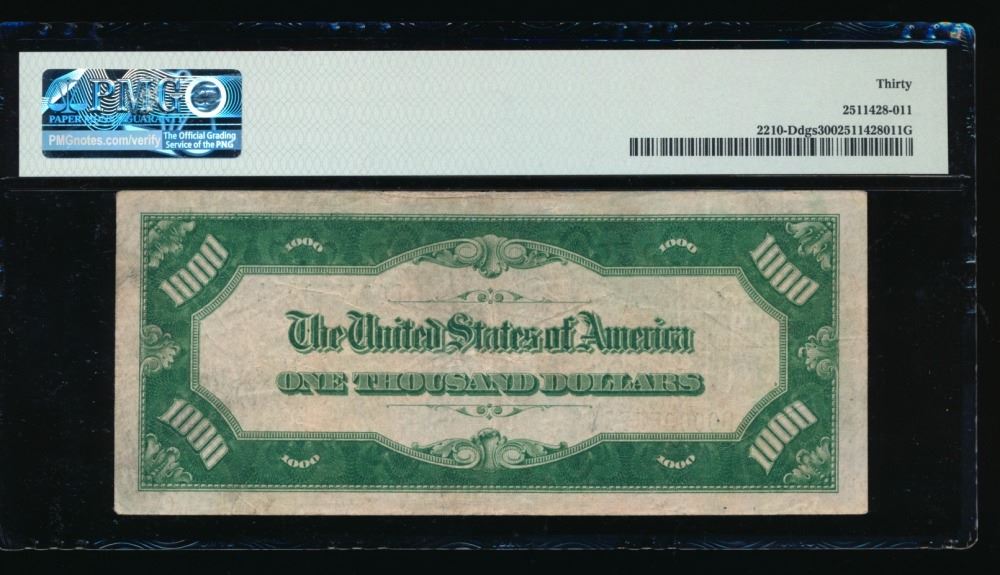 PMG
PAPER MONEY GUARANTY
PMGnotes.com/verify
The Official Grading
Service of the PNG
Thirty
2511428-011
2210-Ddgs3002511428011G
1000 1000 1000 1000
The United States of America
ONE THOUSAND DOLLARS
1000 1000 1000 1000